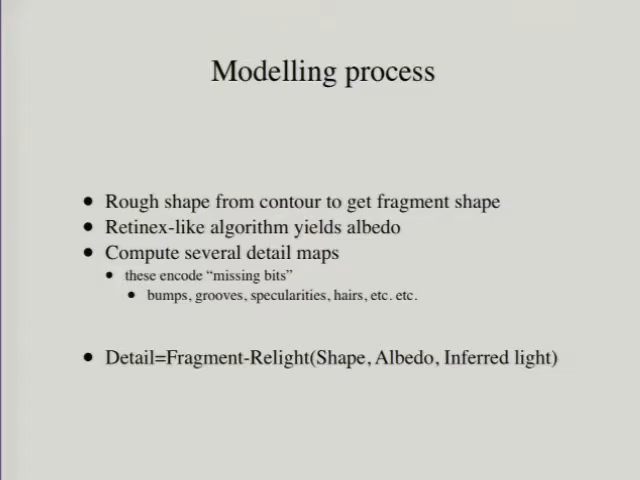 Modelling process
• Rough shape from contour to get fragment shape
• Retinex-like algorithm yields albedo
• Compute several detail maps
• these encode “missing bits”
• bumps, grooves, specularities, hairs, etc. etc.
• Detail=Fragment-Relight(Shape, Albedo, Inferred light)